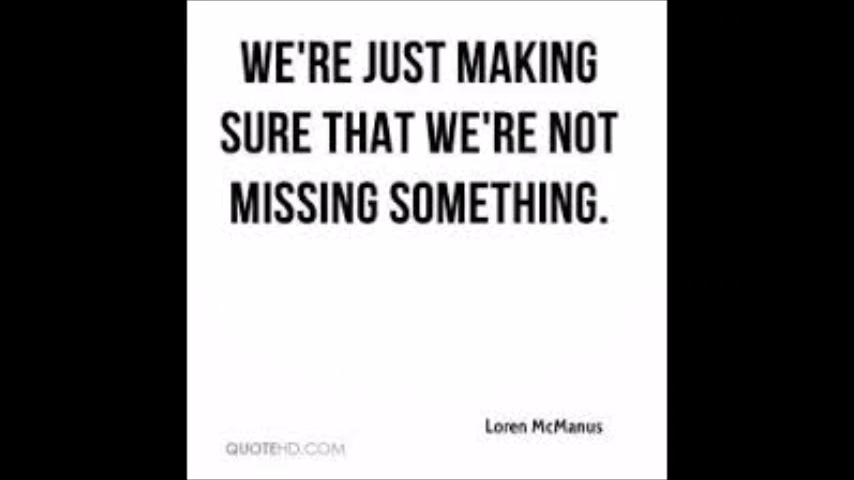 WE'RE JUST MAKING
SURE THAT WE'RE NOT
MISSING SOMETHING.
Loren McManus
QUOTEHD.COM